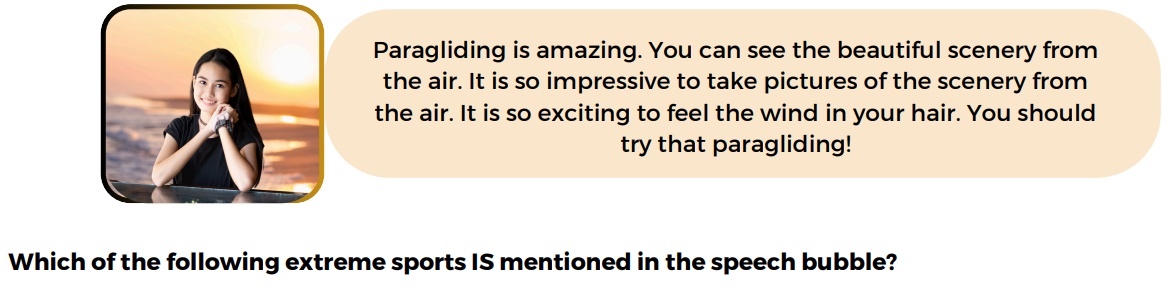 Paragliding is amazing. You can see the beautiful scenery from
the air. It is so impressive to take pictures of the scenery from
the air. It is so exciting to feel the wind in your hair. You should
try that paragliding!
Which of the following extreme sports IS mentioned in the speech bubble?